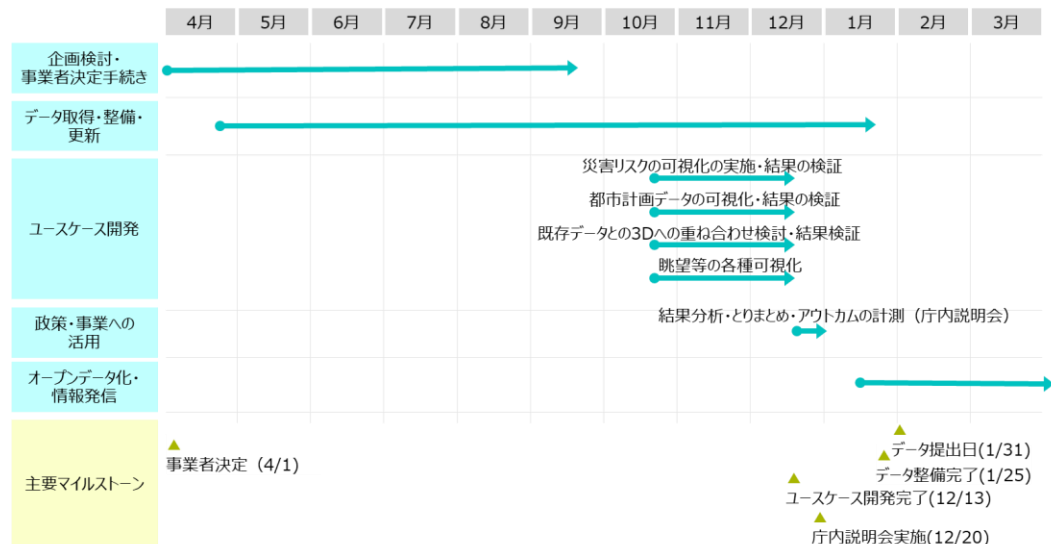 4月 5月 6月 7月 8月 9月 10月 11月 12月 1月 2月 3月
企画検討・
事業者決定手続き
データ取得・整備・
更新
ユースケース開発
災害リスクの可視化の実施・結果の検証
都市計画データの可視化・結果の検証
既存データとの3Dへの重ね合わせ検討・結果検証
眺望等の各種可視化
政策・事業への
活用
結果分析・とりまとめ・アウトカムの計測（庁内説明会）
オープンデータ化・
情報発信
主要マイルストーン
事業者決定（4/1）
データ提出日(1/31)
データ整備完了(1/25)
ユースケース開発完了(12/13)
庁内説明会実施(12/20)